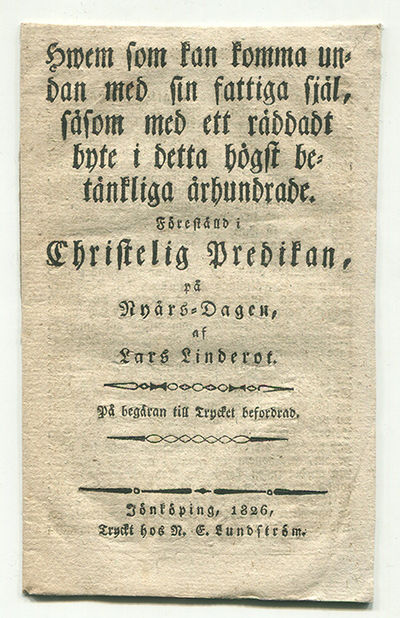 Hwem som kan komma un-
dan med sin fattiga själ,
såsom med ett räddadt
byte i detta högst be-
tänkliga århundrade.
Föreställd i
Christelig Predikan,
på
Nyårs-Dagen,
af
Lars Linderot.
På begäran till Trycket befordrad.
Jönköping, 1826,
Tryckt hos N. E. Lundström.